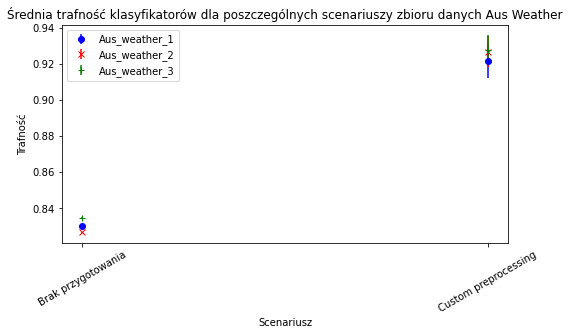 Średnia trafność klasyfikatorów dla poszczególnych scenariuszy zbioru danych Aus Weather
Aus_weather_1
Aus_weather_2
Aus_weather_3
Trafność
0.94
0.92
0.90
0.88
0.86
0.84
Brak przygotowania
Custom preprocessing
Scenariusz